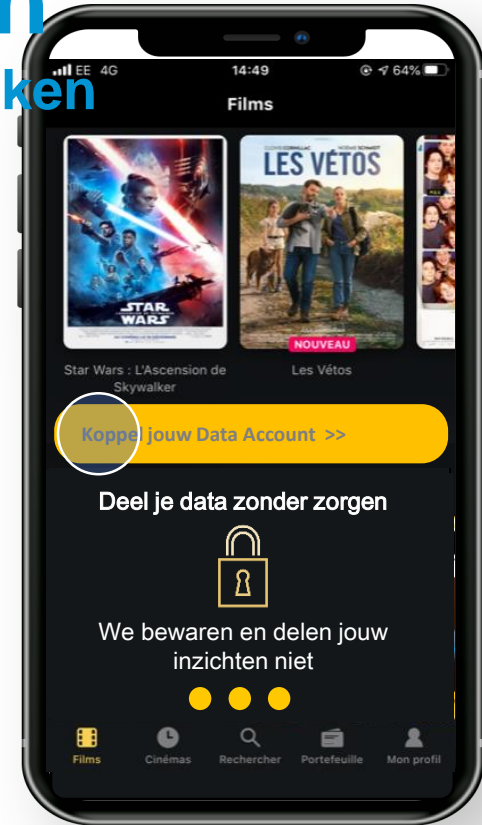 n
ken
EE 4G 14:49 64%
Films
STAR
WARS
LES VÉTOS
NOUVEAU
Star Wars : L'Ascension de
Skywalker
Les Vétos
Koppel jouw Data Account >>
Deel je data zonder zorgen
We bewaren en delen jouw
inzichten niet
Films Cinémas Rechercher Portefeuille Mon profil